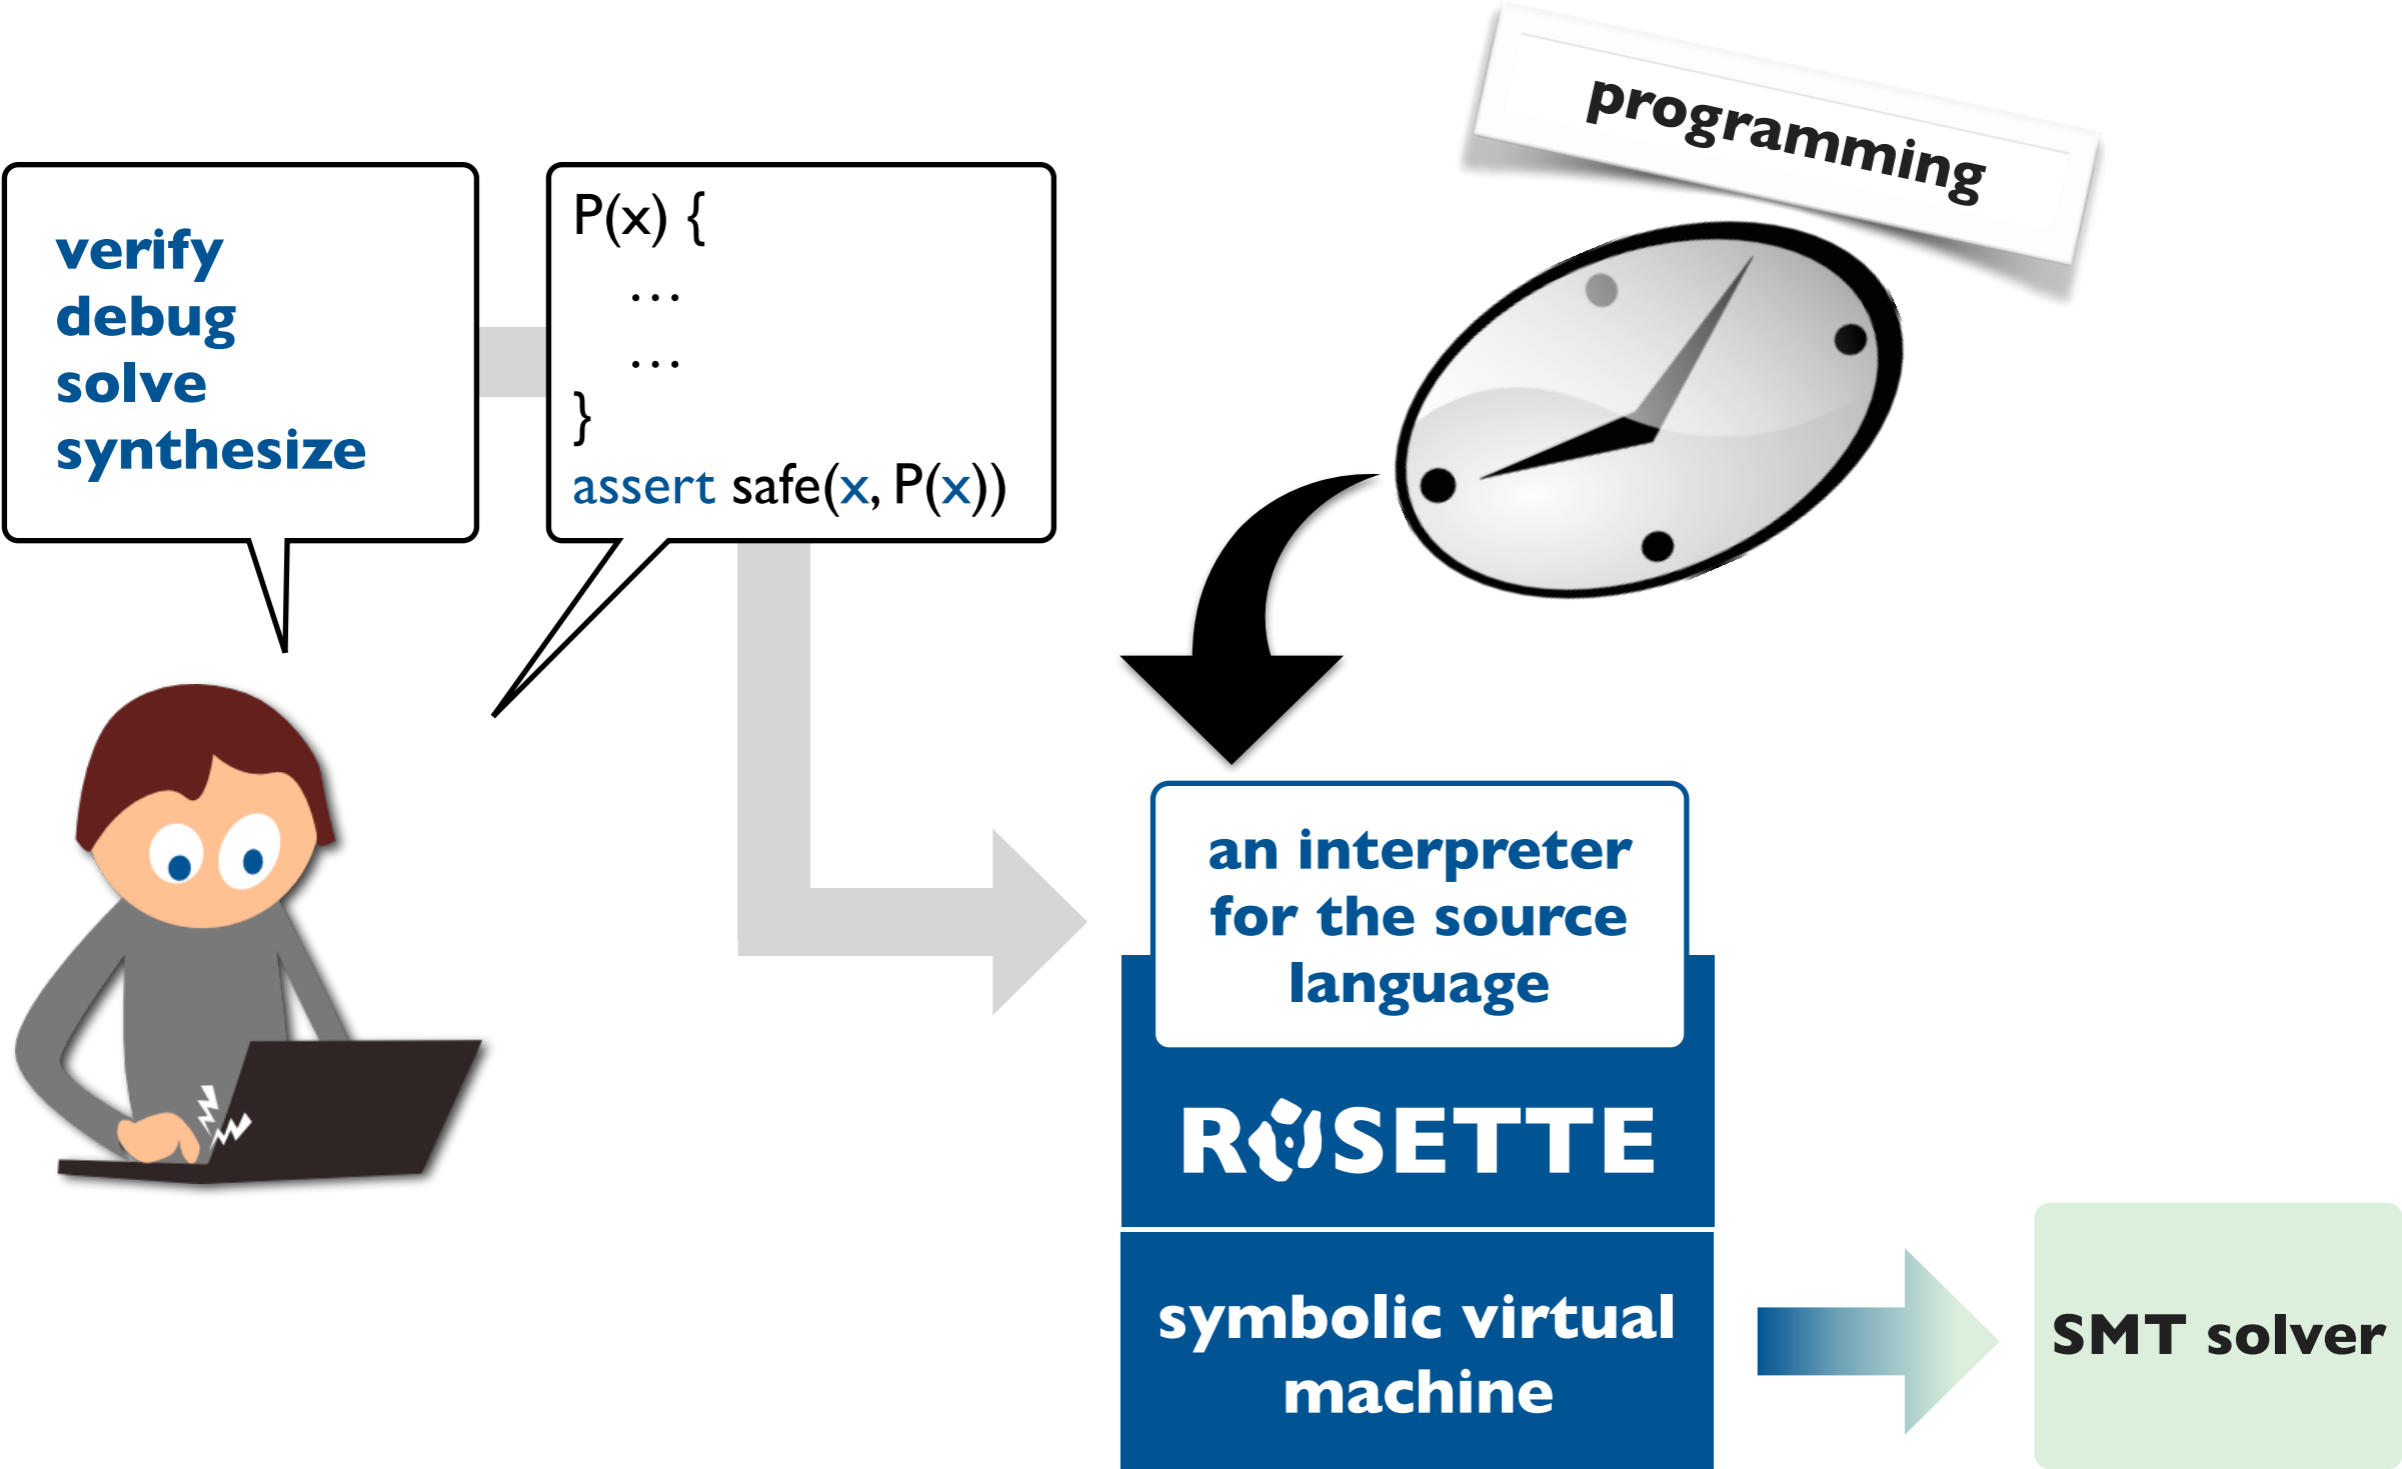 programming
verify
debug
solve
synthesize
P(x) {
…
…
}
assert safe(x, P(x))
an interpreter
for the source
language
ROSETTE
symbolic virtual
machine
SMT solver